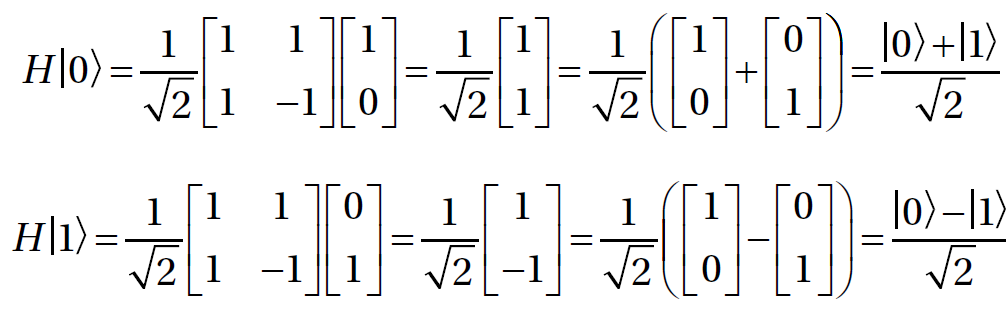 H|0⟩ = 1/√2 [1 1; 1 −1] [1; 0] = 1/√2 [1; 1] = 1/√2 ([1; 0] + [0; 1]) = (|0⟩+|1⟩)/√2
H|1⟩ = 1/√2 [1 1; 1 −1] [0; 1] = 1/√2 [1; −1] = 1/√2 ([1; 0] − [0; 1]) = (|0⟩−|1⟩)/√2